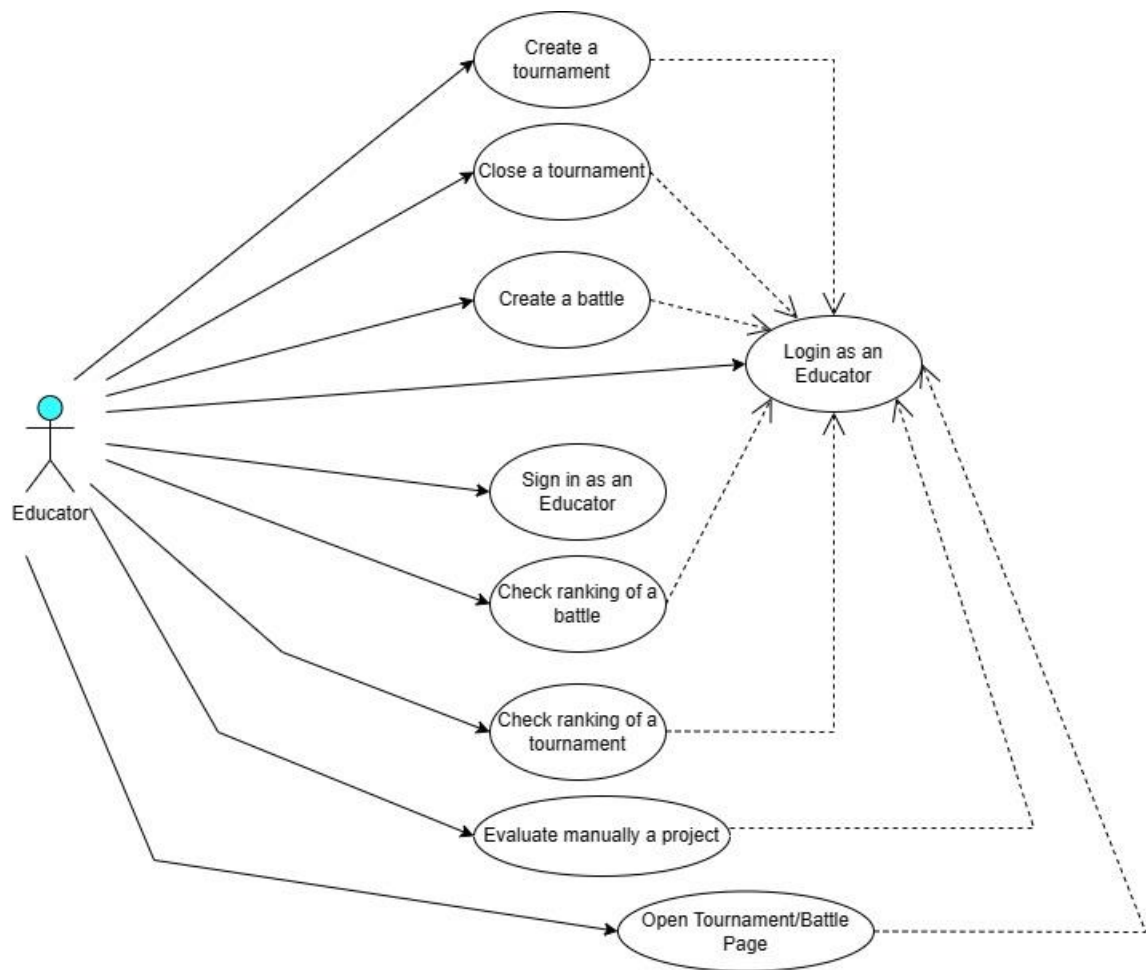 Create a
tournament
Close a tournament
Create a battle
Login as an
Educator
Educator
Sign in as an
Educator
Check ranking of a
battle
Check ranking of a
tournament
Evaluate manually a project
Open Tournament/Battle
Page